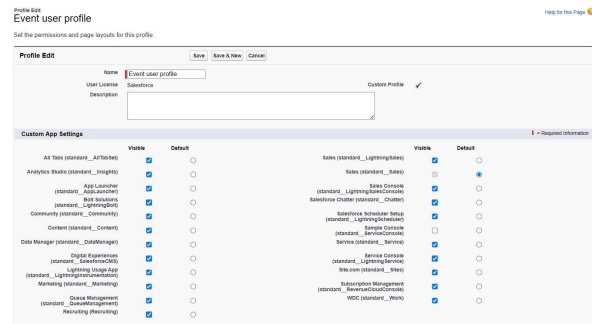 Profile Edit
Event user profile
Help for this Page
Set the permissions and page layouts for this profile.
Profile Edit
Save
Save & New
Cancel
Name
Event user profile
User License
Salesforce
Custom Profile
Description
Custom App Settings
= Required Information
Visible
Default
Visible
Default
All Tabs (standard__AllTabSet)
Sales (standard__LightningSales)
Analytics Studio (standard__Insights)
Sales (standard__Sales)
App Launcher
(standard__AppLauncher)
Sales Console
(standard__LightningSalesConsole)
Bolt Solutions
(standard__LightningBolt)
Salesforce Chatter (standard__Chatter)
Community (standard__Community)
Salesforce Scheduler Setup
(standard__LightningScheduler)
Content (standard__Content)
Sample Console
(standard__ServiceConsole)
Data Manager (standard__DataManager)
Service (standard__Service)
Digital Experiences
(standard__SalesforceCMS)
Service Console
(standard__LightningService)
Lightning Usage App
(standard__LightningInstrumentation)
Site.com (standard__Sites)
Marketing (standard__Marketing)
Subscription Management
(standard__RevenueCloudConsole)
Queue Management
(standard__QueueManagement)
WDC (standard__Work)
Recruiting (Recruiting)